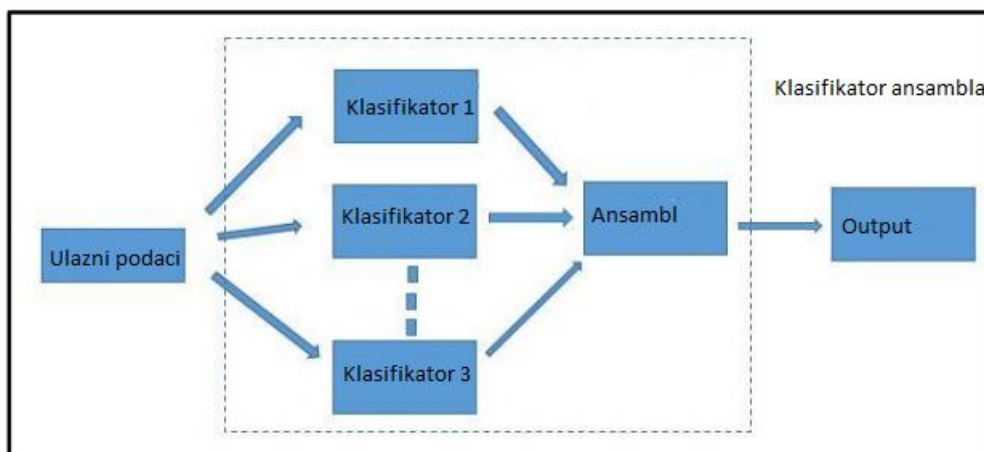 Klasifikator ansambla
Klasifikator 1
Klasifikator 2
Klasifikator 3
Ulazni podaci
Ansambl
Output